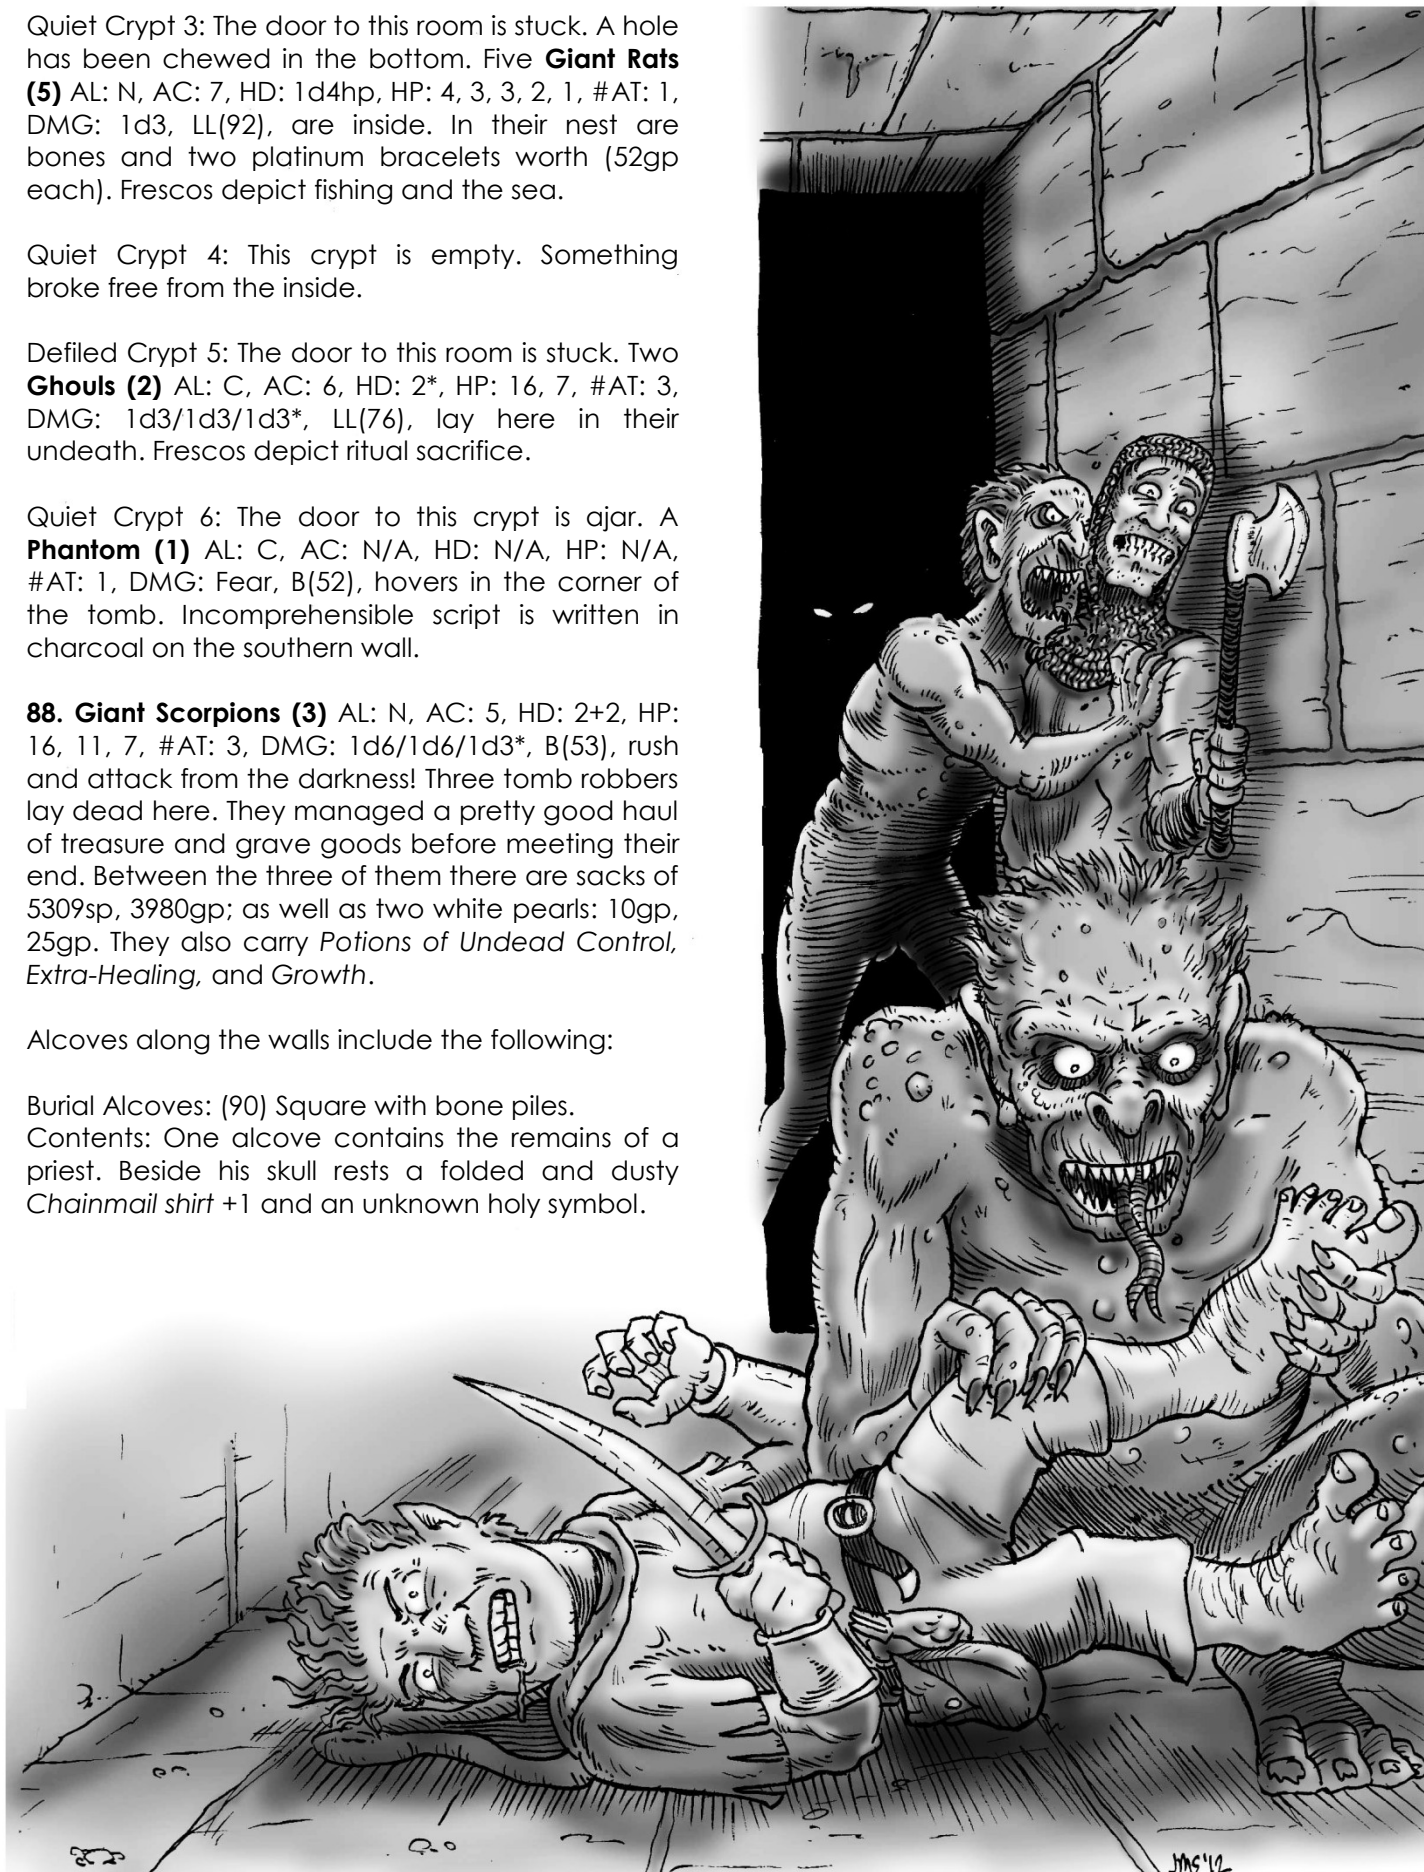 Quiet Crypt 3: The door to this room is stuck. A hole
has been chewed in the bottom. Five Giant Rats
(5) AL: N, AC: 7, HD: 1d4hp, HP: 4, 3, 3, 2, 1, #AT: 1,
DMG: 1d3, LL(92), are inside. In their nest are
bones and two platinum bracelets worth (52gp
each). Frescos depict fishing and the sea.
Quiet Crypt 4: This crypt is empty. Something
broke free from the inside.
Defiled Crypt 5: The door to this room is stuck. Two
Ghouls (2) AL: C, AC: 6, HD: 2*, HP: 16, 7, #AT: 3,
DMG: 1d3/1d3/1d3*, LL(76), lay here in their
undeath. Frescos depict ritual sacrifice.
Quiet Crypt 6: The door to this crypt is ajar. A
Phantom (1) AL: C, AC: N/A, HD: N/A, HP: N/A,
#AT: 1, DMG: Fear, B(52), hovers in the corner of
the tomb. Incomprehensible script is written in
charcoal on the southern wall.
88. Giant Scorpions (3) AL: N, AC: 5, HD: 2+2, HP:
16, 11, 7, #AT: 3, DMG: 1d6/1d6/1d3*, B(53), rush
and attack from the darkness! Three tomb robbers
lay dead here. They managed a pretty good haul
of treasure and grave goods before meeting their
end. Between the three of them there are sacks of
5309sp, 3980gp; as well as two white pearls: 10gp,
25gp. They also carry Potions of Undead Control,
Extra-Healing, and Growth.
Alcoves along the walls include the following:
Burial Alcoves: (90) Square with bone piles.
Contents: One alcove contains the remains of a
priest. Beside his skull rests a folded and dusty
Chainmail shirt +1 and an unknown holy symbol.
JMS'12